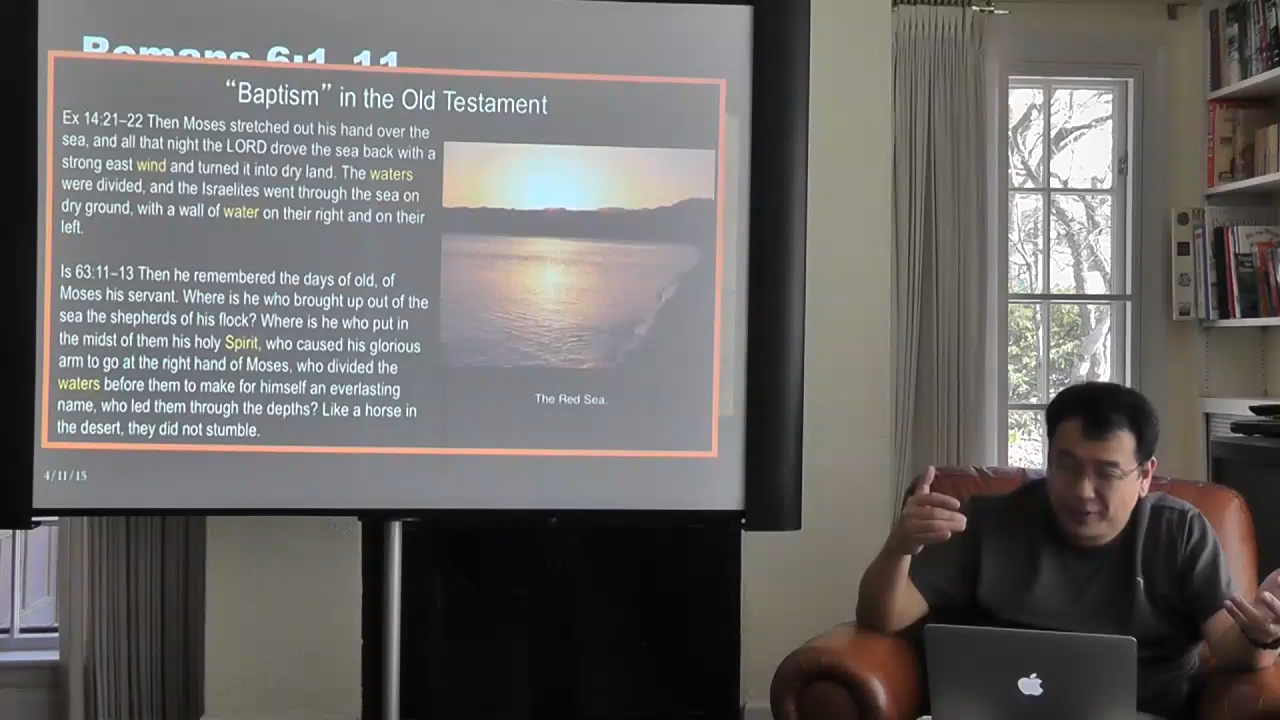 Romans 6:1–11
“Baptism” in the Old Testament
Ex 14:21–22 Then Moses stretched out his hand over the
sea, and all that night the LORD drove the sea back with a
strong east wind and turned it into dry land. The waters
were divided, and the Israelites went through the sea on
dry ground, with a wall of water on their right and on their
left.
Is 63:11–13 Then he remembered the days of old, of
Moses his servant. Where is he who brought up out of the
sea the shepherds of his flock? Where is he who put in
the midst of them his holy Spirit, who caused his glorious
arm to go at the right hand of Moses, who divided the
waters before them to make for himself an everlasting
name, who led them through the depths? Like a horse in
the desert, they did not stumble.
The Red Sea.
4/11/15